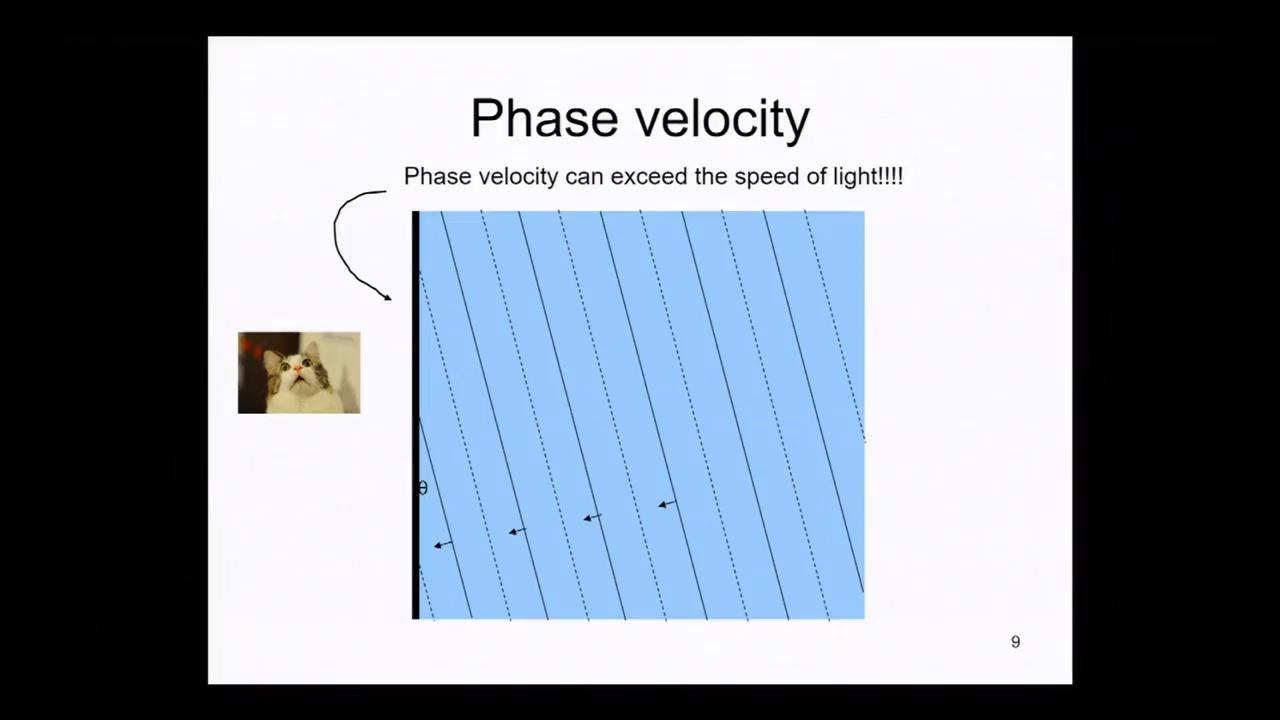 Phase velocity
Phase velocity can exceed the speed of light!!!!
θ
9